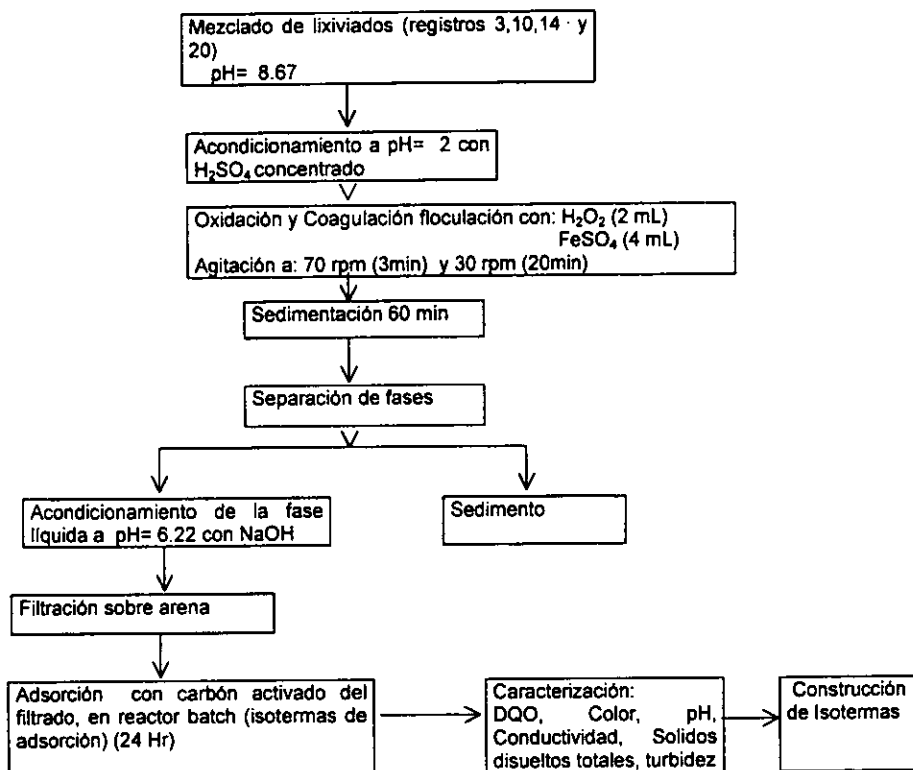 Mezclado de lixiviados (registros 3,10,14 · y
20)
pH= 8.67
Acondicionamiento a pH= 2 con
H₂SO₄ concentrado
Oxidación y Coagulación floculación con: H₂O₂ (2 mL)
FeSO₄ (4 mL)
Agitación a: 70 rpm (3min) y 30 rpm (20min)
Sedimentación 60 min
Separación de fases
Acondicionamiento de la fase
líquida a pH= 6.22 con NaOH
Sedimento
Filtración sobre arena
Adsorción con carbón activado del
filtrado, en reactor batch (isotermas de
adsorción) (24 Hr)
Caracterización:
DQO, Color, pH,
Conductividad, Solidos
disueltos totales, turbidez
Construcción
de Isotermas